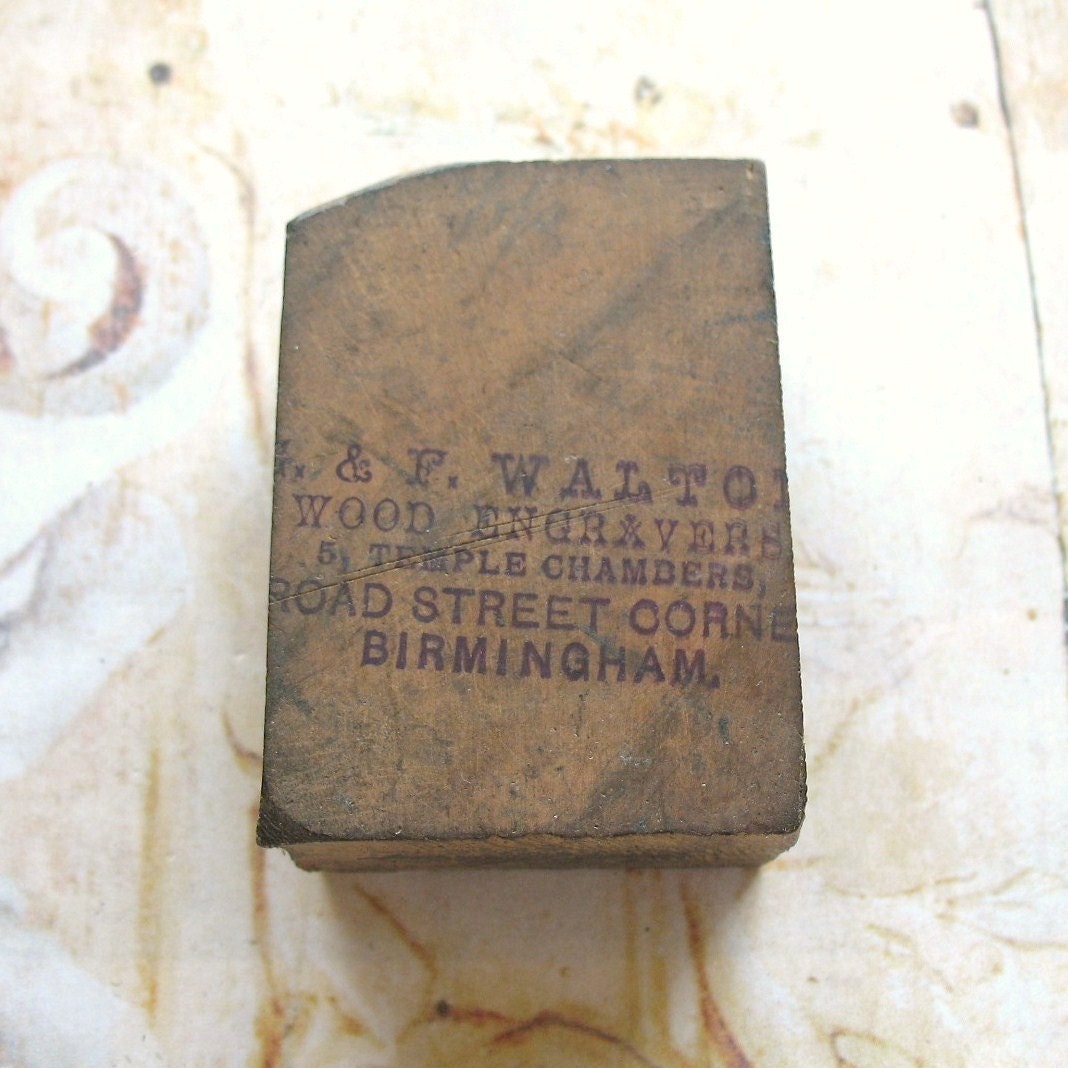 . & F. WALTO
WOOD ENGRAVERS
5, TEMPLE CHAMBERS,
ROAD STREET CORNE
BIRMINGHAM.